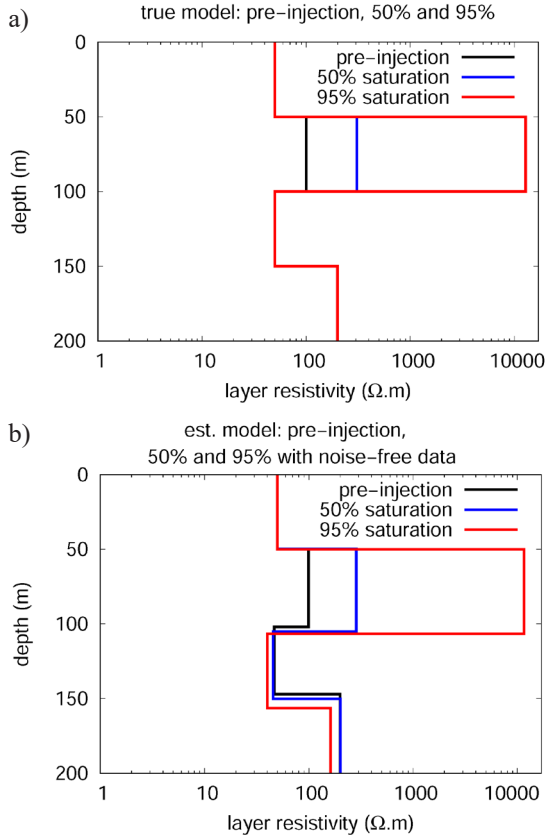 a)
true model: pre−injection, 50% and 95%
0
50
100
150
200
depth (m)
pre−injection
50% saturation
95% saturation
1 10 100 1000 10000
layer resistivity (Ω.m)
b)
est. model: pre−injection,
50% and 95% with noise−free data
0
50
100
150
200
depth (m)
pre−injection
50% saturation
95% saturation
1 10 100 1000 10000
layer resistivity (Ω.m)